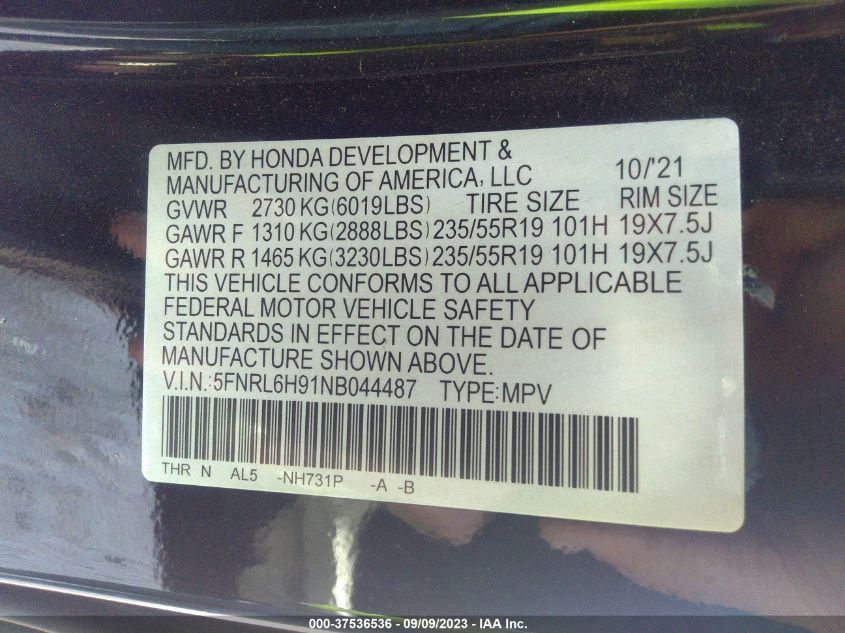 MFD. BY HONDA DEVELOPMENT &
MANUFACTURING OF AMERICA, LLC 10/'21
GVWR 2730 KG(6019LBS) TIRE SIZE RIM SIZE
GAWR F 1310 KG(2888LBS) 235/55R19 101H 19X7.5J
GAWR R 1465 KG(3230LBS) 235/55R19 101H 19X7.5J
THIS VEHICLE CONFORMS TO ALL APPLICABLE
FEDERAL MOTOR VEHICLE SAFETY
STANDARDS IN EFFECT ON THE DATE OF
MANUFACTURE SHOWN ABOVE.
V.I.N.:5FNRL6H91NB044487 TYPE:MPV
THR N AL5 -NH731P -A -B
000-37536536 - 09/09/2023 - IAA Inc.